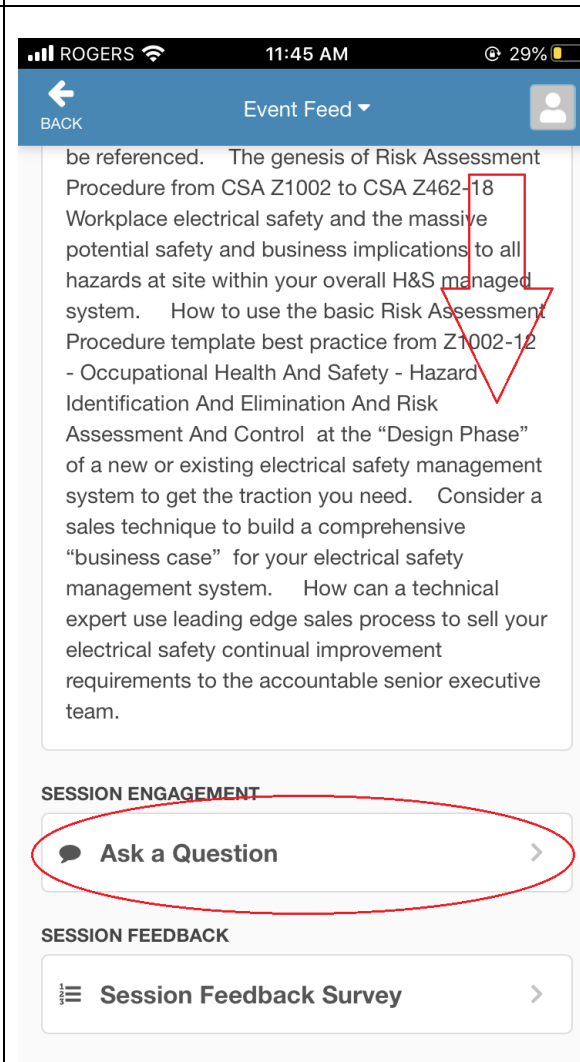 ROGERS 11:45 AM 29%
BACK Event Feed
be referenced. The genesis of Risk Assessment
Procedure from CSA Z1002 to CSA Z462-18
Workplace electrical safety and the massive
potential safety and business implications to all
hazards at site within your overall H&S managed
system. How to use the basic Risk Assessment
Procedure template best practice from Z1002-12
- Occupational Health And Safety - Hazard
Identification And Elimination And Risk
Assessment And Control at the “Design Phase”
of a new or existing electrical safety management
system to get the traction you need. Consider a
sales technique to build a comprehensive
“business case” for your electrical safety
management system. How can a technical
expert use leading edge sales process to sell your
electrical safety continual improvement
requirements to the accountable senior executive
team.
SESSION ENGAGEMENT
Ask a Question
SESSION FEEDBACK
Session Feedback Survey